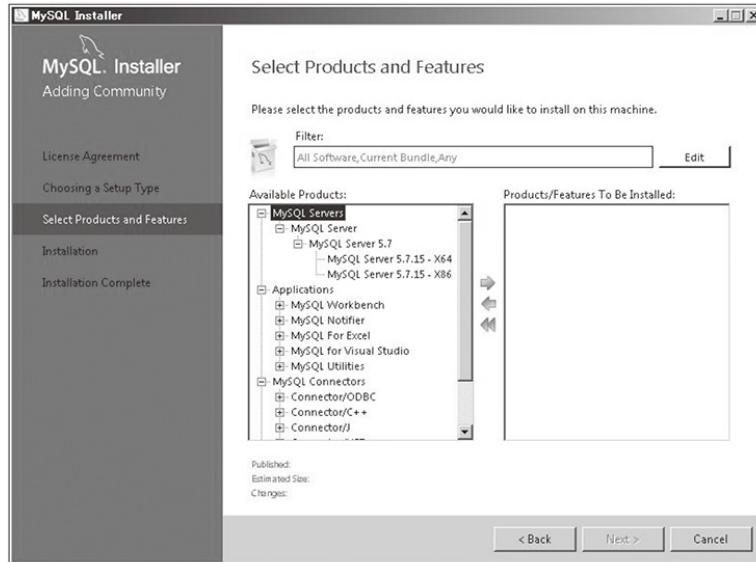 MySQL Installer
MySQL. Installer
Adding Community
License Agreement
Choosing a Setup Type
Select Products and Features
Installation
Installation Complete
Select Products and Features
Please select the products and features you would like to install on this machine.
Filter:
All Software,Current Bundle,Any
Edit
Available Products:
MySQL Servers
MySQL Server
MySQL Server 5.7
MySQL Server 5.7.15 - X64
MySQL Server 5.7.15 - X86
Applications
MySQL Workbench
MySQL Notifier
MySQL For Excel
MySQL for Visual Studio
MySQL Utilities
MySQL Connectors
Connector/ODBC
Connector/C++
Connector/J
Products/Features To Be Installed:
Published:
Estimated Size:
Changes:
< Back
Next >
Cancel